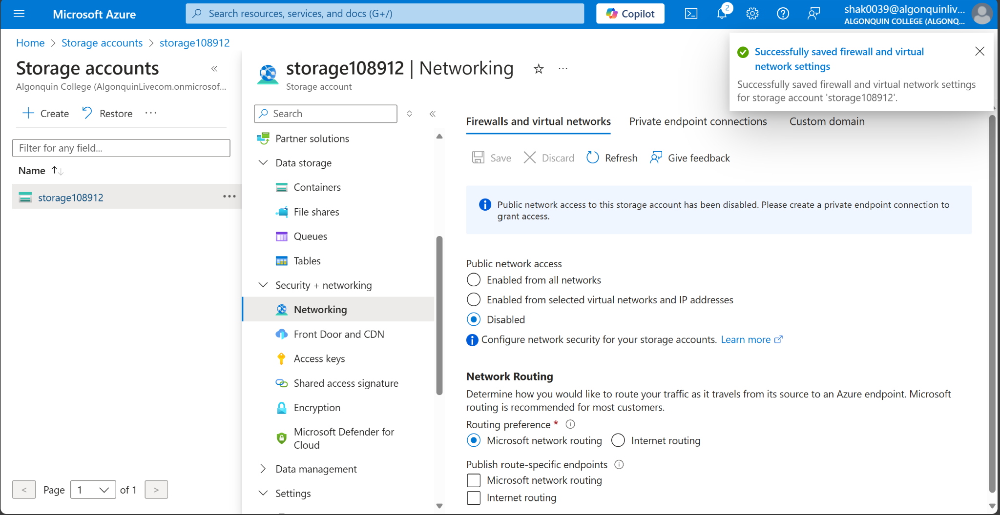 Microsoft Azure
Search resources, services, and docs (G+/)
Copilot
2
shak0039@algonquinliv...
ALGONQUIN COLLEGE (ALGONQ...
Home > Storage accounts > storage108912
Successfully saved firewall and virtual
network settings
Successfully saved firewall and virtual network settings
for storage account 'storage108912'.
Storage accounts
Algonquin College (AlgonquinLivecom.onmicrosof...
+ Create
Restore
...
Filter for any field...
Name ↑↓
storage108912
...
< Page 1 of 1 >
storage108912 | Networking
...
Storage account
Search
Partner solutions
Data storage
Containers
File shares
Queues
Tables
Security + networking
Networking
Front Door and CDN
Access keys
Shared access signature
Encryption
Microsoft Defender for
Cloud
Data management
Settings
Firewalls and virtual networks
Private endpoint connections
Custom domain
Save
Discard
Refresh
Give feedback
Public network access to this storage account has been disabled. Please create a private endpoint connection to
grant access.
Public network access
Enabled from all networks
Enabled from selected virtual networks and IP addresses
Disabled
Configure network security for your storage accounts. Learn more
Network Routing
Determine how you would like to route your traffic as it travels from its source to an Azure endpoint. Microsoft
routing is recommended for most customers.
Routing preference *
Microsoft network routing
Internet routing
Publish route-specific endpoints
Microsoft network routing
Internet routing